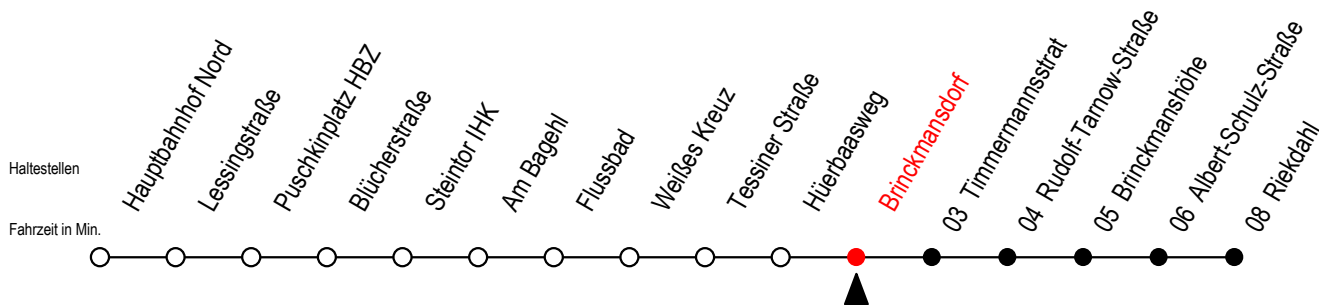 Haltestellen
Fahrzeit in Min.
Hauptbahnhof Nord
Lessingstraße
Puschkinplatz HBZ
Blücherstraße
Steintor IHK
Am Bagehl
Flussbad
Weißes Kreuz
Tessiner Straße
Hüerbaasweg
Brinckmansdorf
03 Timmermannsstrat
04 Rudolf-Tarnow-Straße
05 Brinckmanshöhe
06 Albert-Schulz-Straße
08 Riekdahl